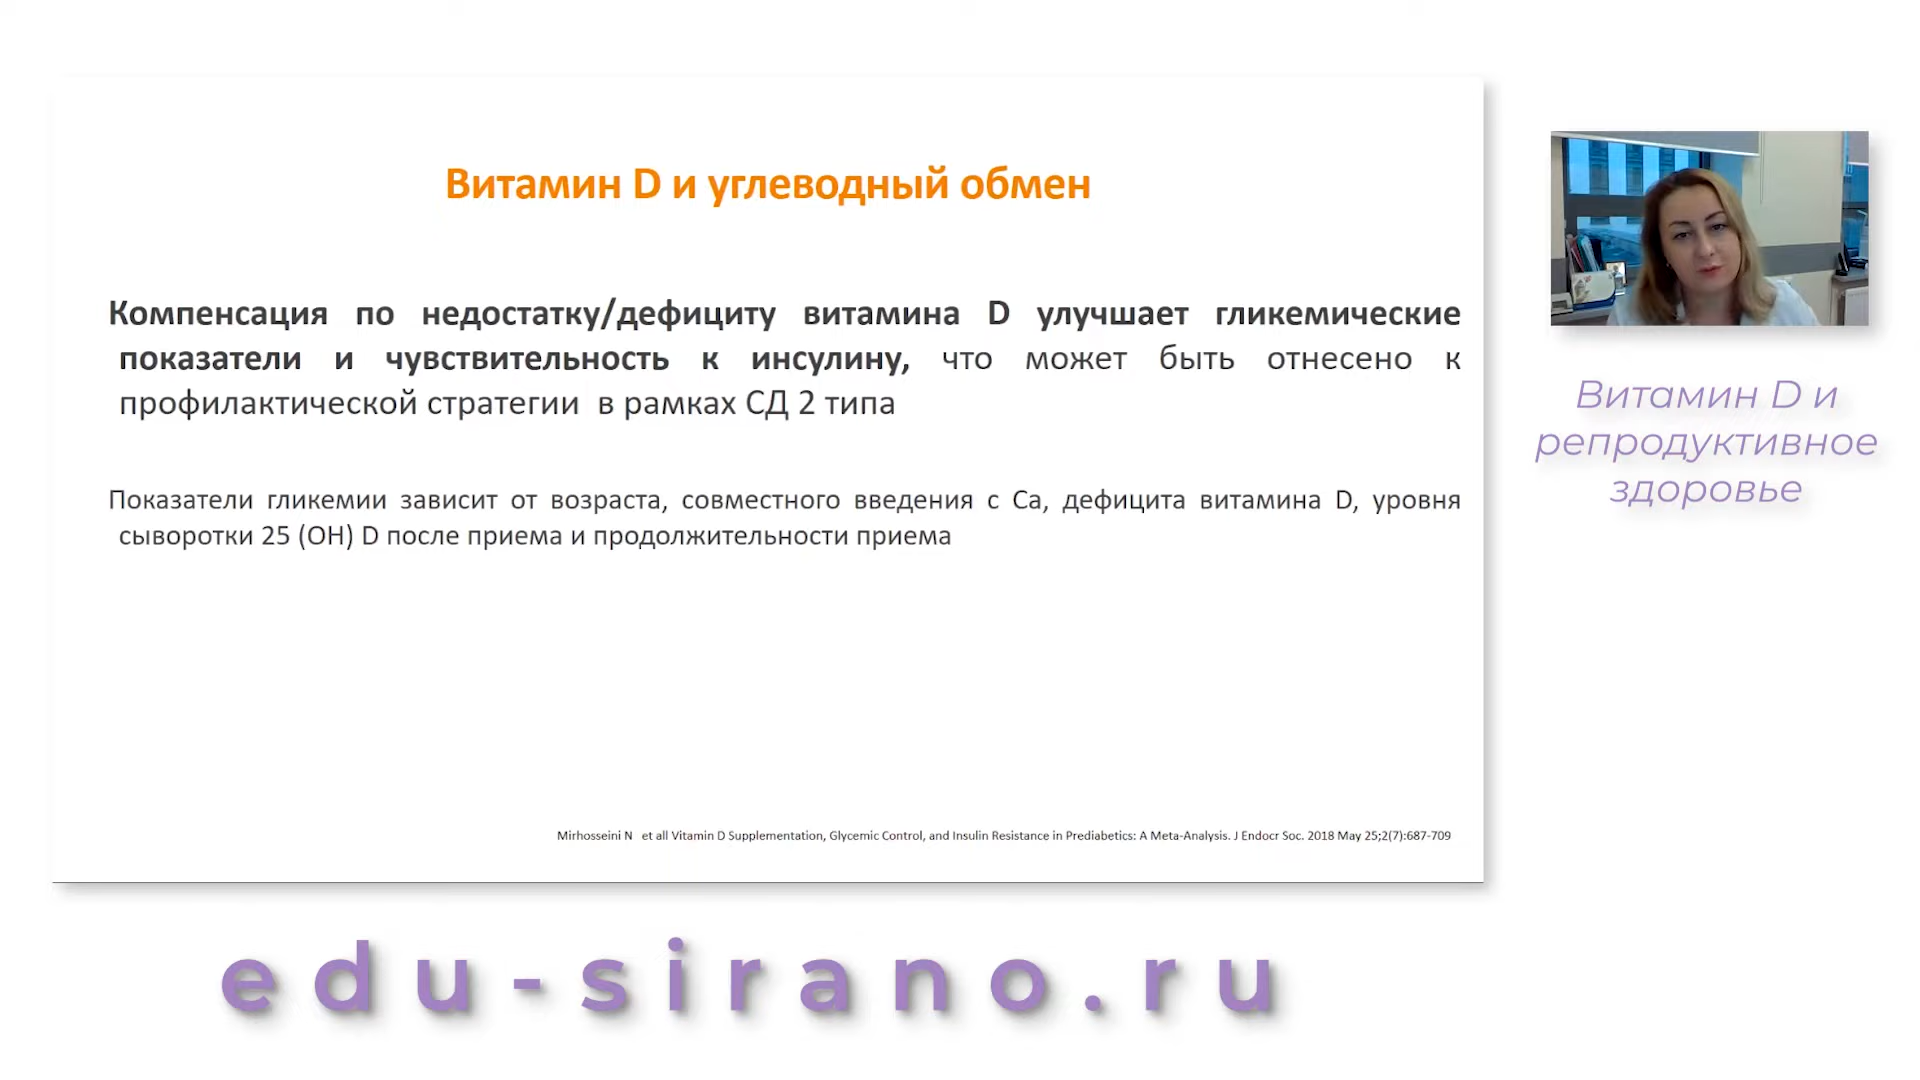 Витамин D и углеводный обмен
Компенсация по недостатку/дефициту витамина D улучшает гликемические
показатели и чувствительность к инсулину, что может быть отнесено к
профилактической стратегии в рамках СД 2 типа
Показатели гликемии зависит от возраста, совместного введения с Са, дефицита витамина D, уровня
сыворотки 25 (ОН) D после приема и продолжительности приема
Mirhosseini N et all Vitamin D Supplementation, Glycemic Control, and Insulin Resistance in Prediabetics: A Meta-Analysis. J Endocr Soc. 2018 May 25;2(7):687-709
Витамин D и
репродуктивное
здоровье
edu-sirano.ru